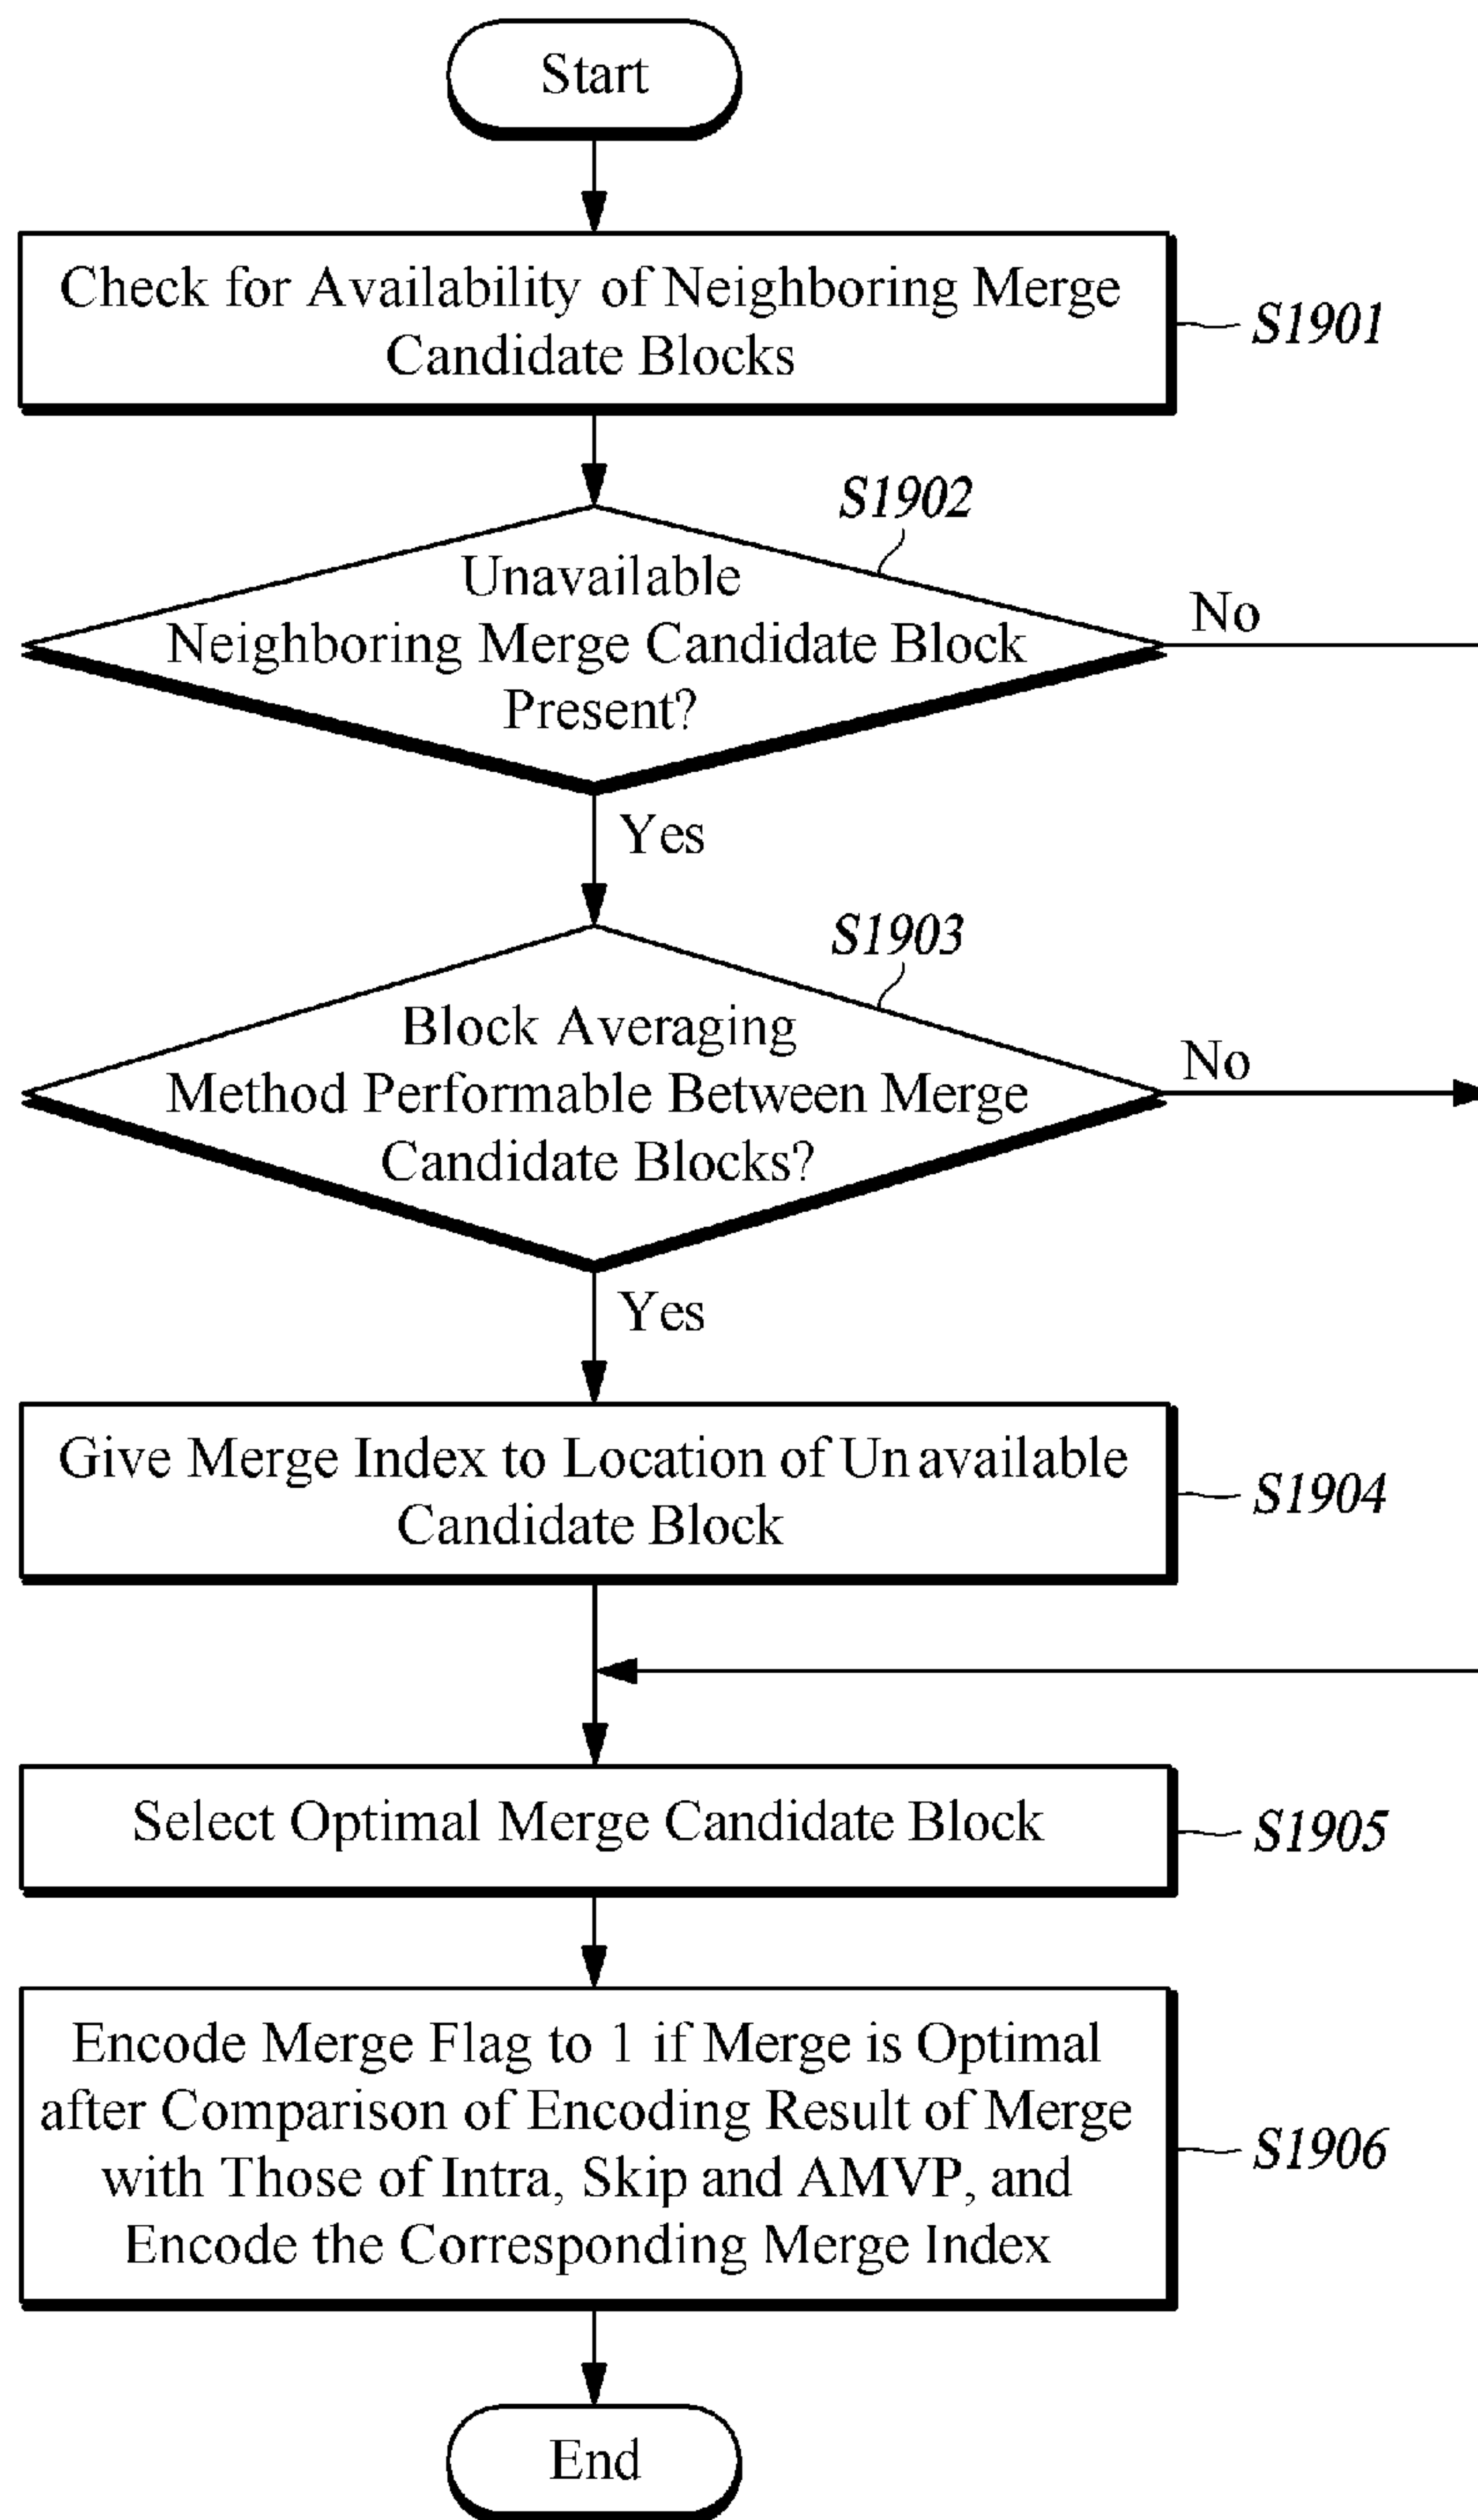 Start
Check for Availability of Neighboring Merge
Candidate Blocks
S1901
S1902
Unavailable
Neighboring Merge Candidate Block
Present?
No
Yes
S1903
Block Averaging
Method Performable Between Merge
Candidate Blocks?
No
Yes
Give Merge Index to Location of Unavailable
Candidate Block
S1904
Select Optimal Merge Candidate Block
S1905
Encode Merge Flag to 1 if Merge is Optimal
after Comparison of Encoding Result of Merge
with Those of Intra, Skip and AMVP, and
Encode the Corresponding Merge Index
S1906
End